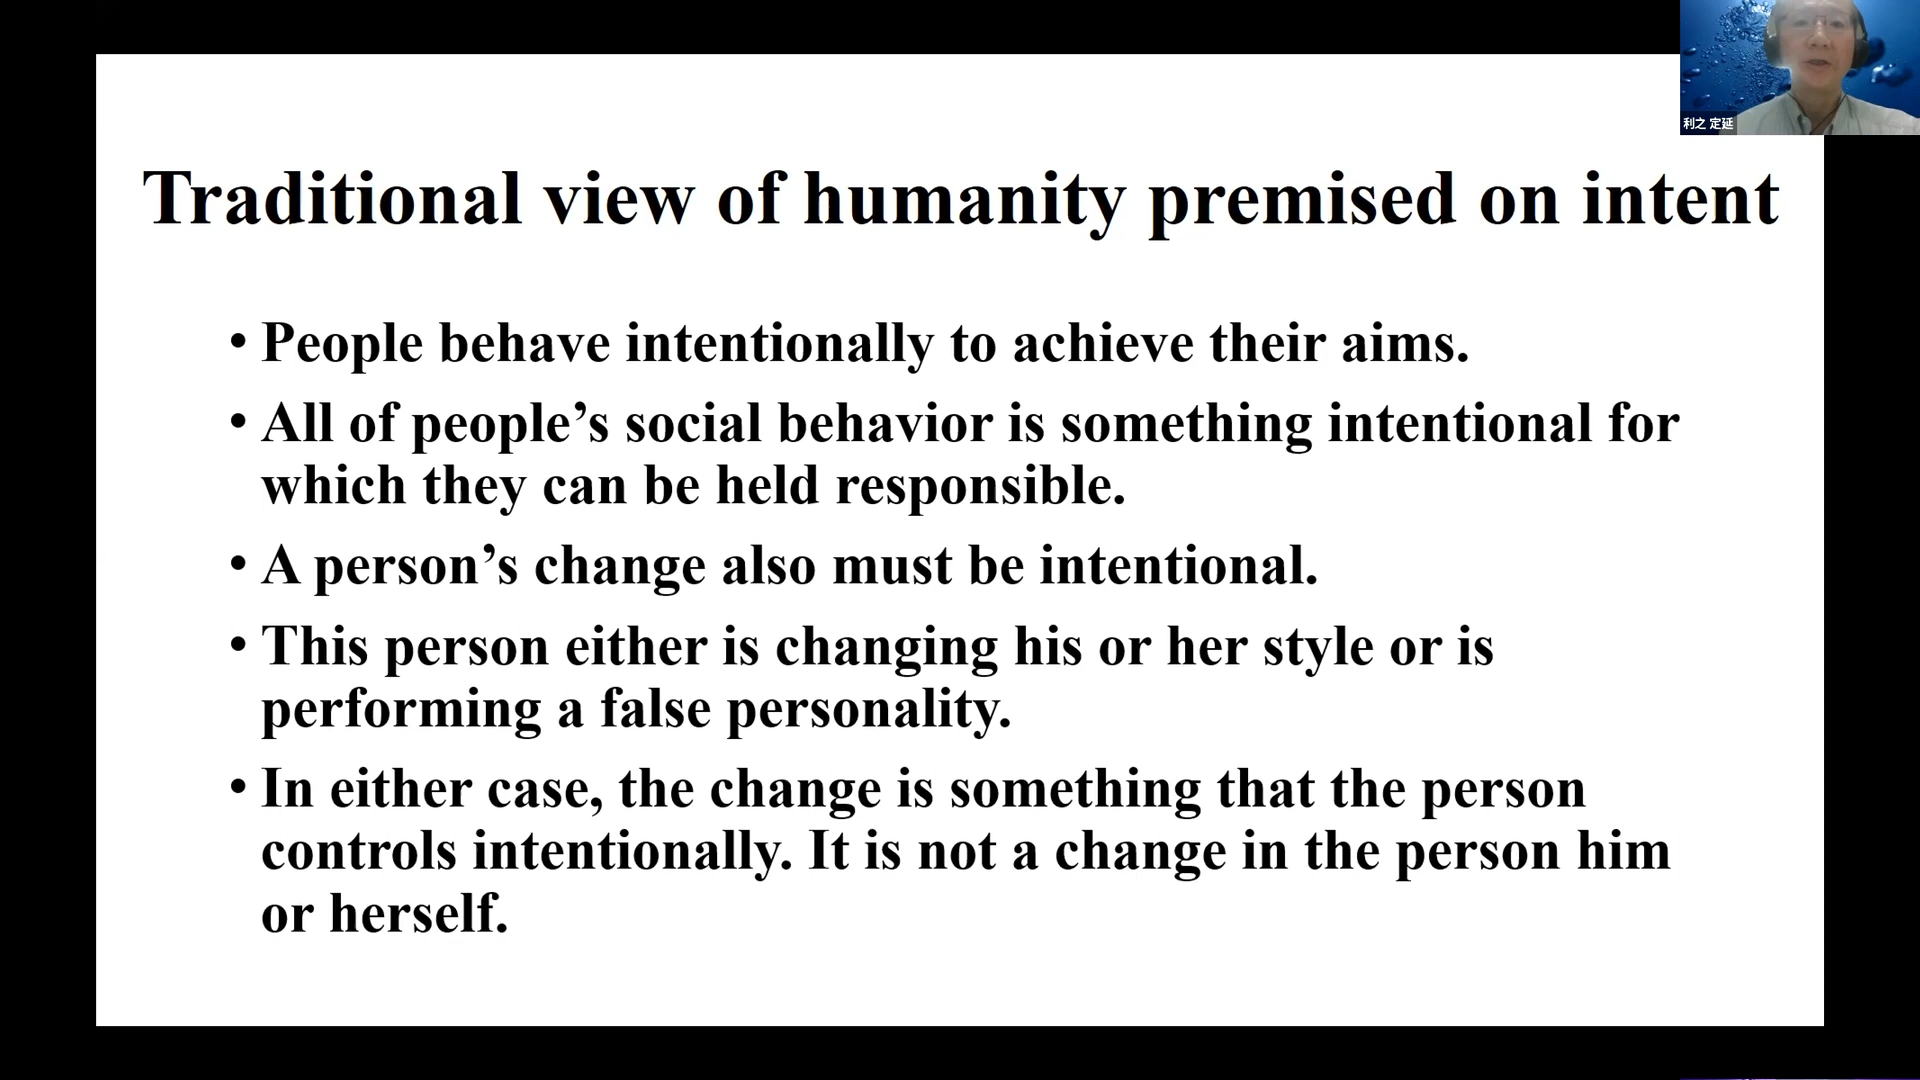 利之 定延
Traditional view of humanity premised on intent
• People behave intentionally to achieve their aims.
• All of people’s social behavior is something intentional for
which they can be held responsible.
• A person’s change also must be intentional.
• This person either is changing his or her style or is
performing a false personality.
• In either case, the change is something that the person
controls intentionally. It is not a change in the person him
or herself.